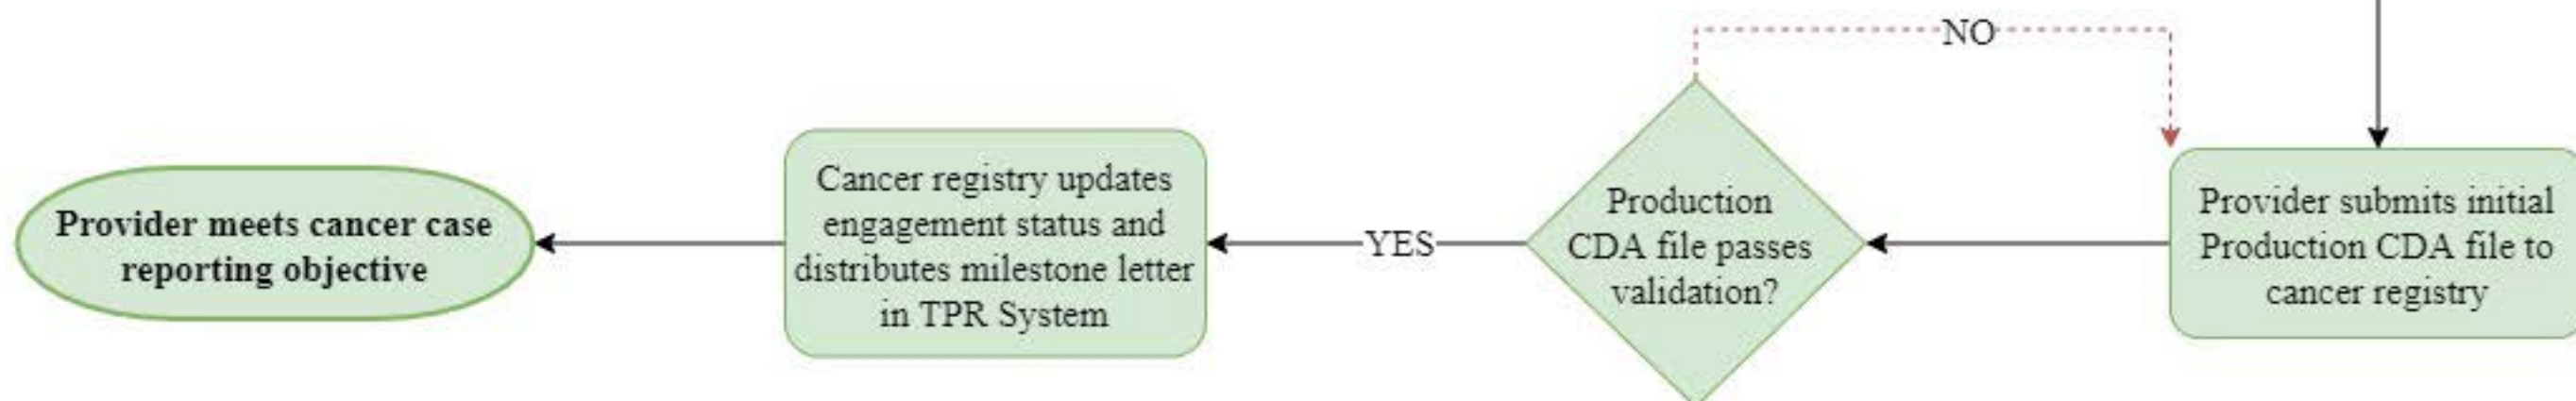 NO
Provider meets cancer case
reporting objective
Cancer registry updates
engagement status and
distributes milestone letter
in TPR System
YES
Production
CDA file passes
validation?
Provider submits initial
Production CDA file to
cancer registry